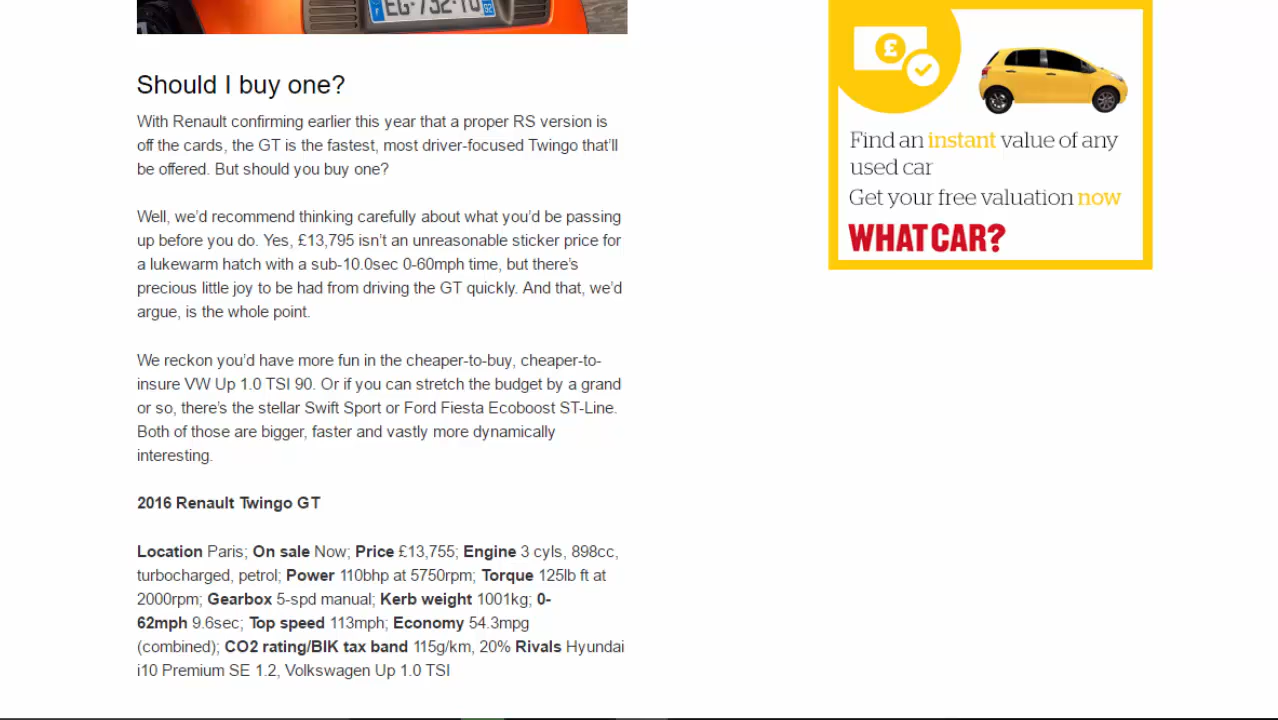 EG-732-YG
92
Should I buy one?
With Renault confirming earlier this year that a proper RS version is
off the cards, the GT is the fastest, most driver-focused Twingo that'll
be offered. But should you buy one?
Well, we'd recommend thinking carefully about what you'd be passing
up before you do. Yes, £13,795 isn't an unreasonable sticker price for
a lukewarm hatch with a sub-10.0sec 0-60mph time, but there's
precious little joy to be had from driving the GT quickly. And that, we'd
argue, is the whole point.
We reckon you'd have more fun in the cheaper-to-buy, cheaper-to-
insure VW Up 1.0 TSI 90. Or if you can stretch the budget by a grand
or so, there's the stellar Swift Sport or Ford Fiesta Ecoboost ST-Line.
Both of those are bigger, faster and vastly more dynamically
interesting.
2016 Renault Twingo GT
Location Paris; On sale Now; Price £13,755; Engine 3 cyls, 898cc,
turbocharged, petrol; Power 110bhp at 5750rpm; Torque 125lb ft at
2000rpm; Gearbox 5-spd manual; Kerb weight 1001kg; 0-
62mph 9.6sec; Top speed 113mph; Economy 54.3mpg
(combined); CO2 rating/BIK tax band 115g/km, 20% Rivals Hyundai
i10 Premium SE 1.2, Volkswagen Up 1.0 TSI
£
Find an instant value of any
used car
Get your free valuation now
WHAT CAR?